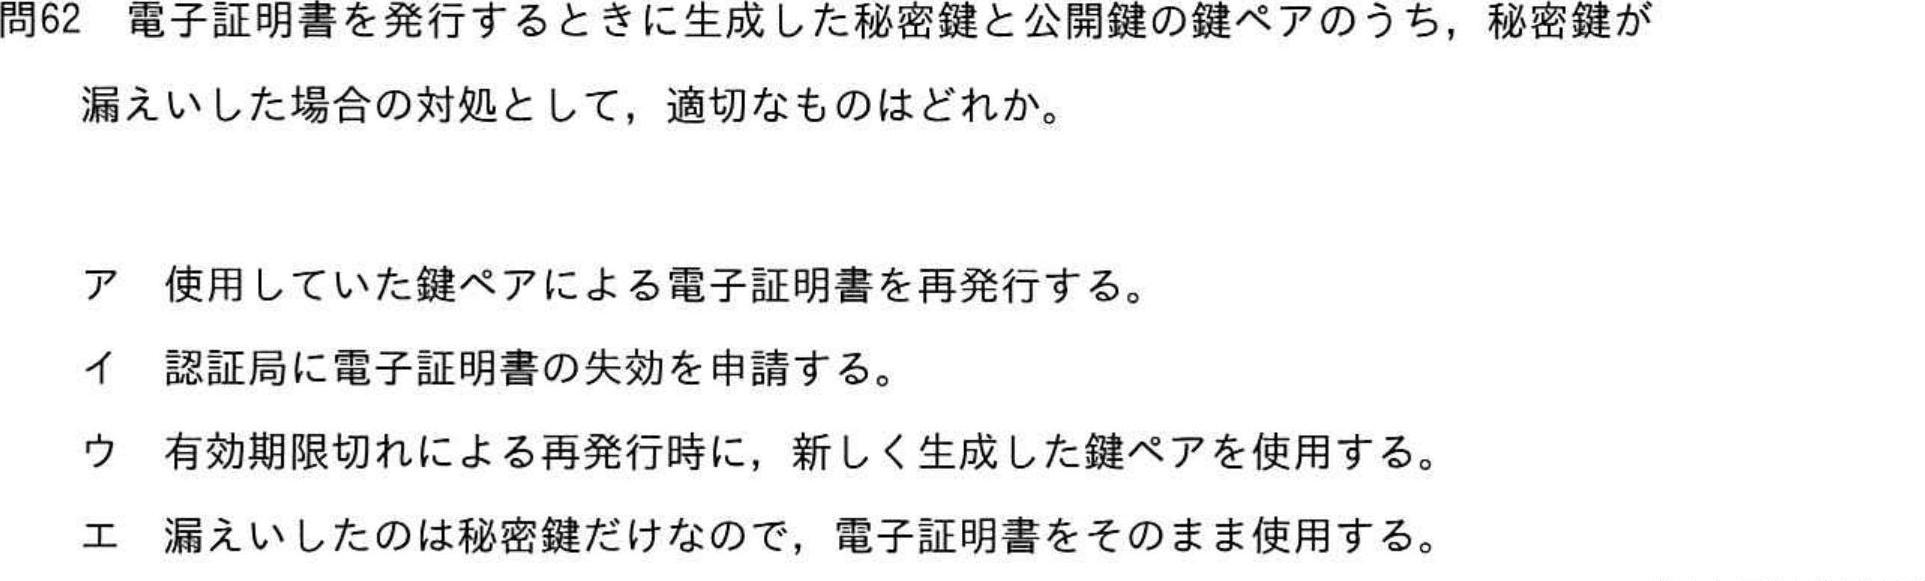 問62　電子証明書を発行するときに生成した秘密鍵と公開鍵の鍵ペアのうち，秘密鍵が
漏えいした場合の対処として，適切なものはどれか。
ア　使用していた鍵ペアによる電子証明書を再発行する。
イ　認証局に電子証明書の失効を申請する。
ウ　有効期限切れによる再発行時に，新しく生成した鍵ペアを使用する。
エ　漏えいしたのは秘密鍵だけなので，電子証明書をそのまま使用する。